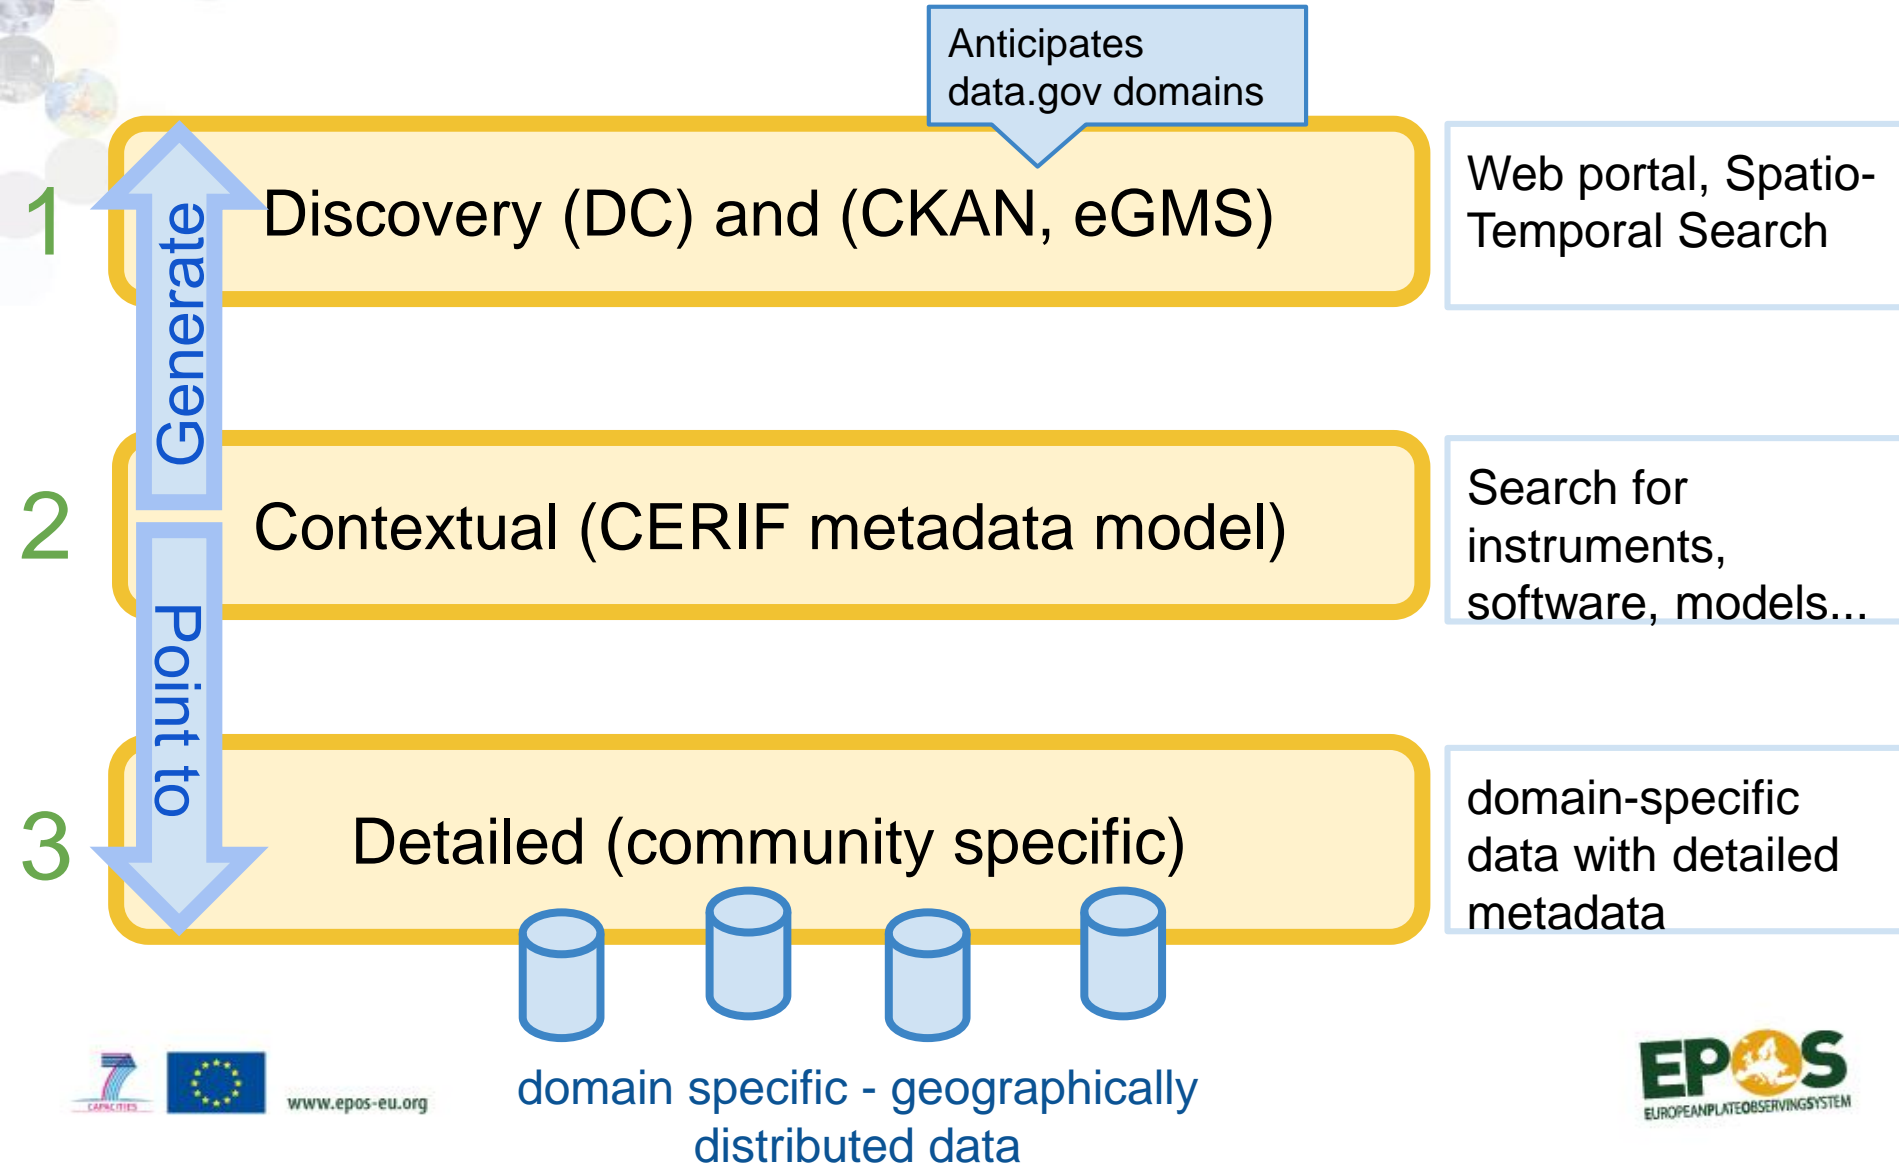 Anticipates
data.gov domains
1
Generate
Discovery (DC) and (CKAN, eGMS)
Web portal, Spatio-
Temporal Search
2
Contextual (CERIF metadata model)
Search for
instruments,
software, models...
Point to
3
Detailed (community specific)
domain-specific
data with detailed
metadata
domain specific - geographically
distributed data
7
CAPACITIES
www.epos-eu.org
EPOS
EUROPEANPLATEOBSERVINGSYSTEM